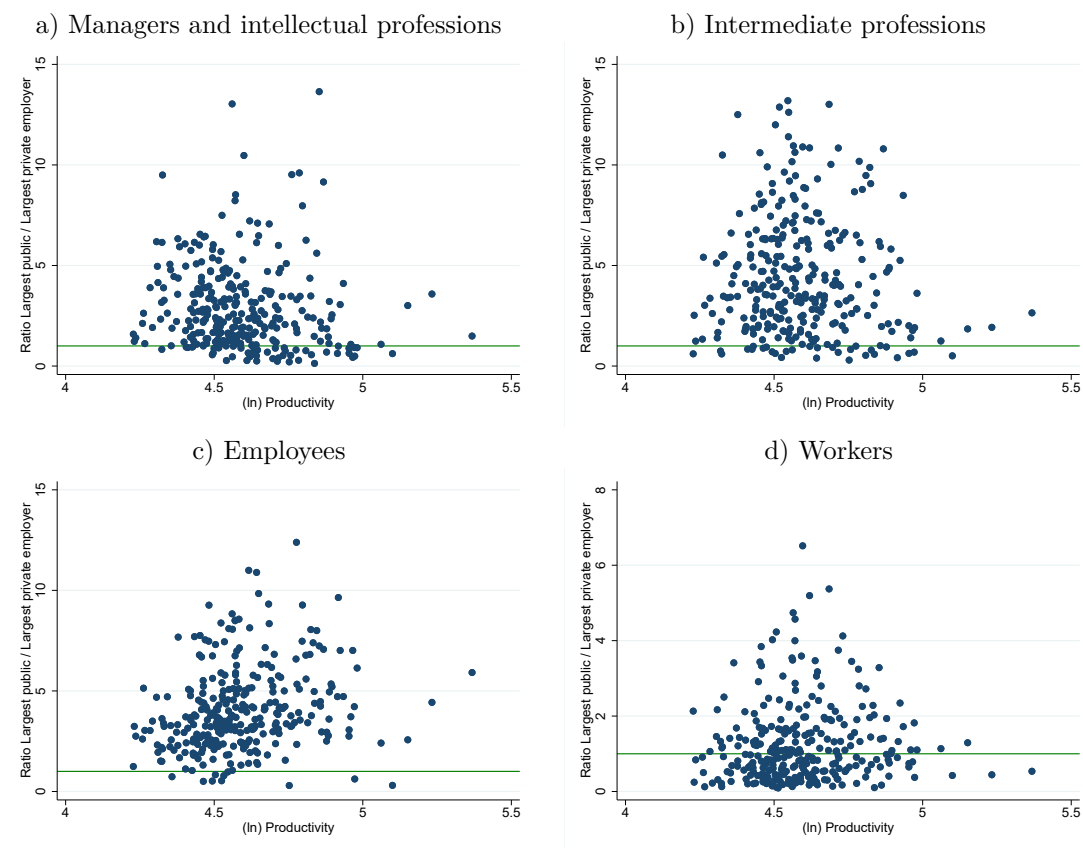 a) Managers and intellectual professions
Ratio Largest public / Largest private employer
15
10
5
0
4
4.5
5
5.5
(ln) Productivity
b) Intermediate professions
Ratio Largest public / Largest private employer
15
10
5
0
4
4.5
5
5.5
(ln) Productivity
c) Employees
Ratio Largest public / Largest private employer
15
10
5
0
4
4.5
5
5.5
(ln) Productivity
d) Workers
Ratio Largest public / Largest private employer
8
6
4
2
0
4
4.5
5
5.5
(ln) Productivity